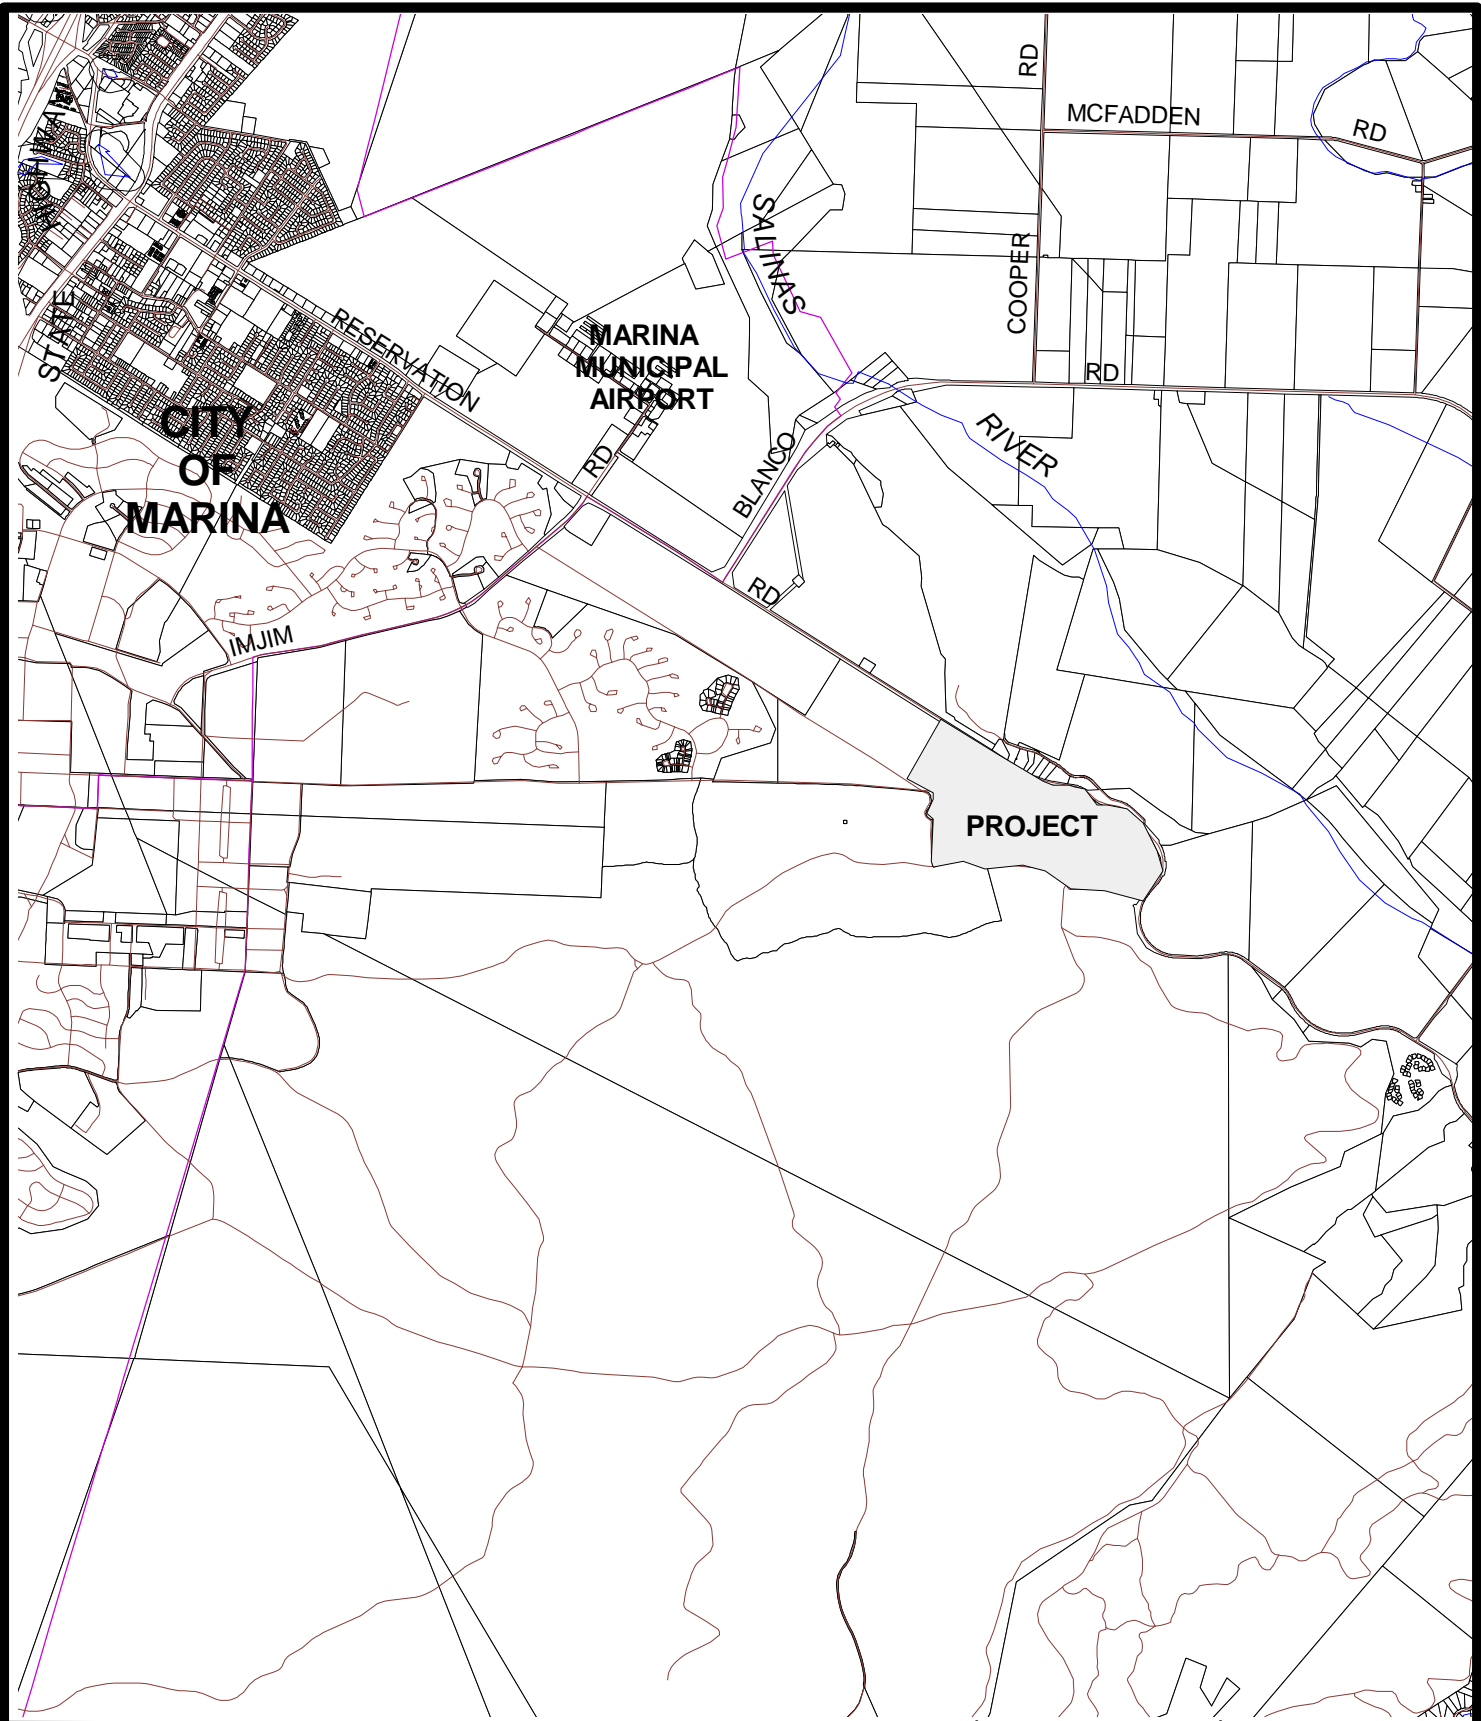 RD
MCFADDEN
RD
HIGHWAY
SALINAS
COOPER
STATE
RESERVATION
MARINA
MUNICIPAL
AIRPORT
RD
CITY
OF
MARINA
RIVER
BLANCO
RD
RD
IMJIM
PROJECT